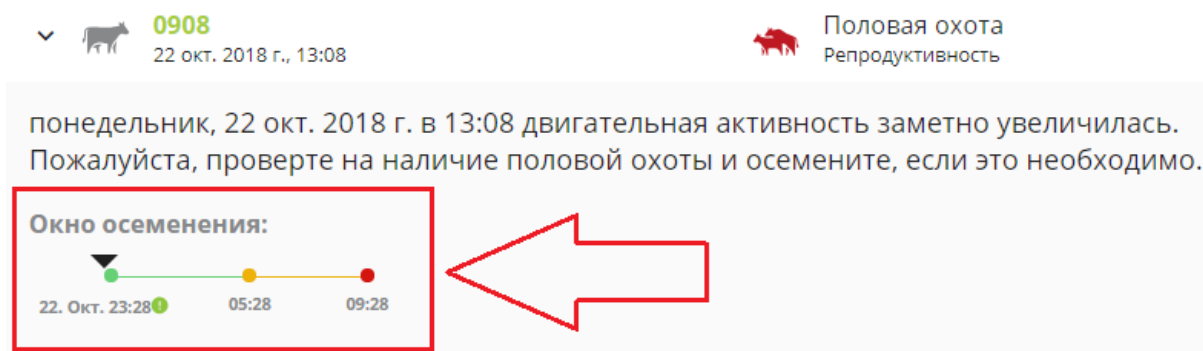 0908
22 окт. 2018 г., 13:08
Половая охота
Репродуктивность
понедельник, 22 окт. 2018 г. в 13:08 двигательная активность заметно увеличилась.
Пожалуйста, проверте на наличие половой охоты и осемените, если это необходимо.
Окно осеменения:
22. Окт. 23:28 05:28 09:28